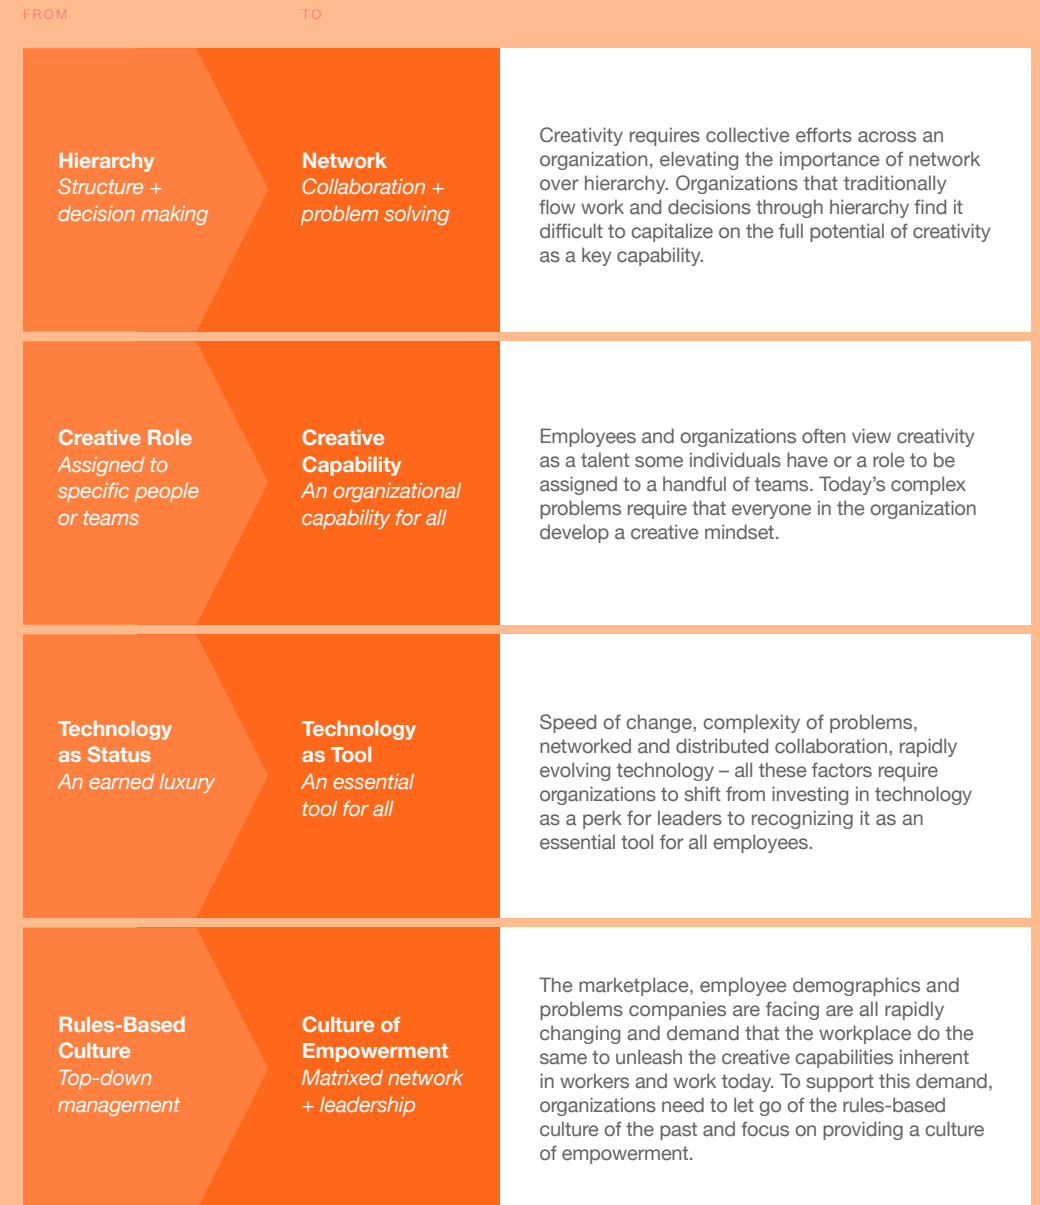 FROM
TO
Hierarchy
Structure +
decision making
Network
Collaboration +
problem solving
Creativity requires collective efforts across an
organization, elevating the importance of network
over hierarchy. Organizations that traditionally
flow work and decisions through hierarchy find it
difficult to capitalize on the full potential of creativity
as a key capability.
Creative Role
Assigned to
specific people
or teams
Creative
Capability
An organizational
capability for all
Employees and organizations often view creativity
as a talent some individuals have or a role to be
assigned to a handful of teams. Today’s complex
problems require that everyone in the organization
develop a creative mindset.
Technology
as Status
An earned luxury
Technology
as Tool
An essential
tool for all
Speed of change, complexity of problems,
networked and distributed collaboration, rapidly
evolving technology – all these factors require
organizations to shift from investing in technology
as a perk for leaders to recognizing it as an
essential tool for all employees.
Rules-Based
Culture
Top-down
management
Culture of
Empowerment
Matrixed network
+ leadership
The marketplace, employee demographics and
problems companies are facing are all rapidly
changing and demand that the workplace do the
same to unleash the creative capabilities inherent
in workers and work today. To support this demand,
organizations need to let go of the rules-based
culture of the past and focus on providing a culture
of empowerment.